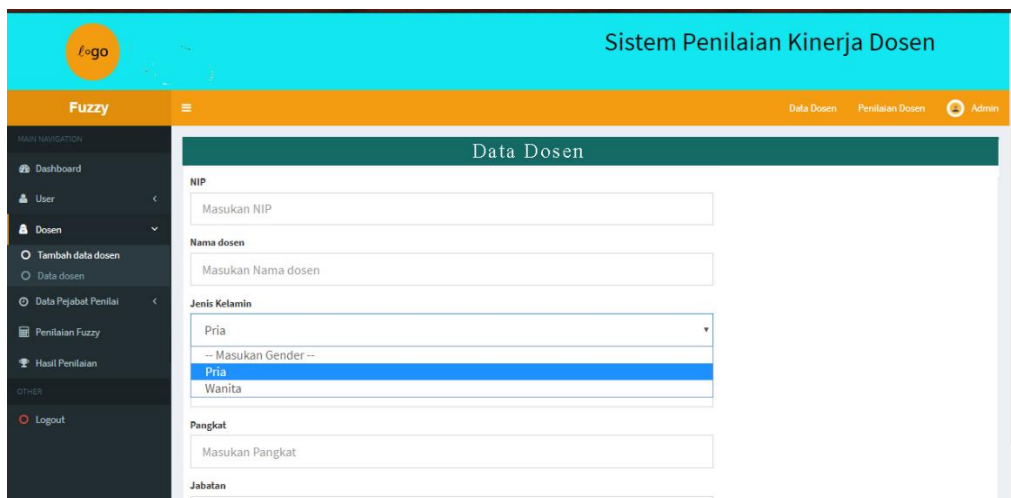 logo
Sistem Penilaian Kinerja Dosen
Fuzzy
Data Dosen
Penilaian Dosen
Admin
MAIN NAVIGATION
Dashboard
User
Dosen
Tambah data dosen
Data dosen
Data Pejabat Penilai
Penilaian Fuzzy
Hasil Penilaian
OTHER
Logout
Data Dosen
NIP
Masukan NIP
Nama dosen
Masukan Nama dosen
Jenis Kelamin
Pria
-- Masukan Gender --
Pria
Wanita
Pangkat
Masukan Pangkat
Jabatan